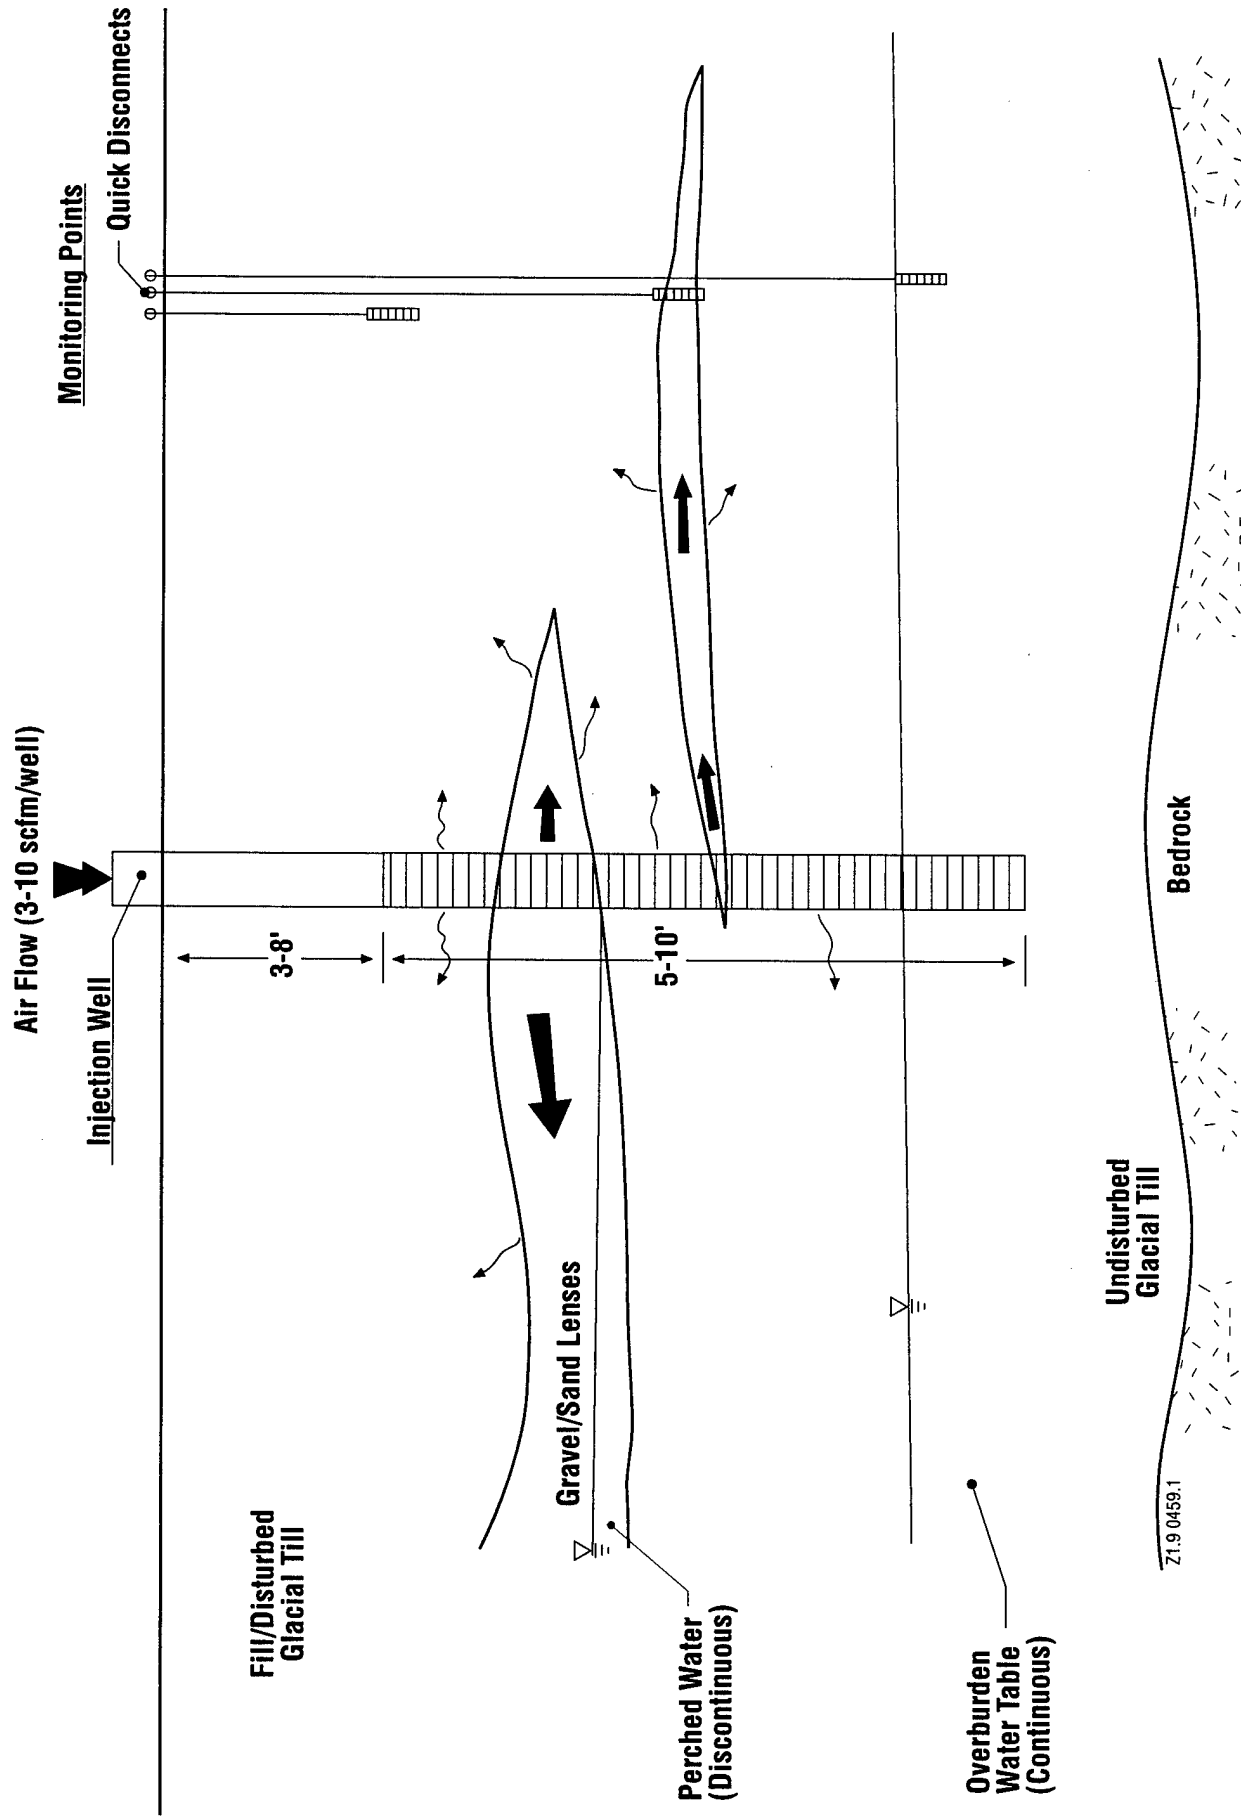 Air Flow (3-10 scfm/well)
Monitoring Points
Quick Disconnects
Injection Well
3-8'
5-10'
Fill/Disturbed
Glacial Till
Gravel/Sand Lenses
Perched Water
(Discontinuous)
Overburden
Water Table
(Continuous)
Undisturbed
Glacial Till
Bedrock
Z1.9 0459.1